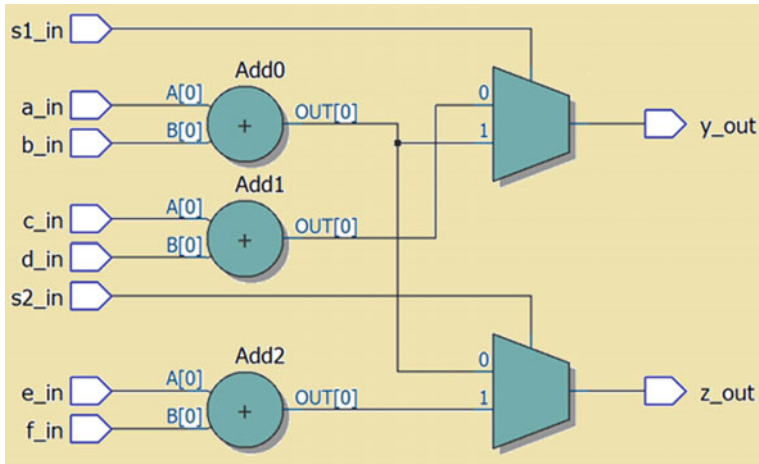 s1_in
Add0
a_in A[0] OUT[0] 0
b_in B[0] + 1 y_out
Add1
c_in A[0] OUT[0]
d_in B[0] +
s2_in
Add2 0
e_in A[0] OUT[0] 1 z_out
f_in B[0] +